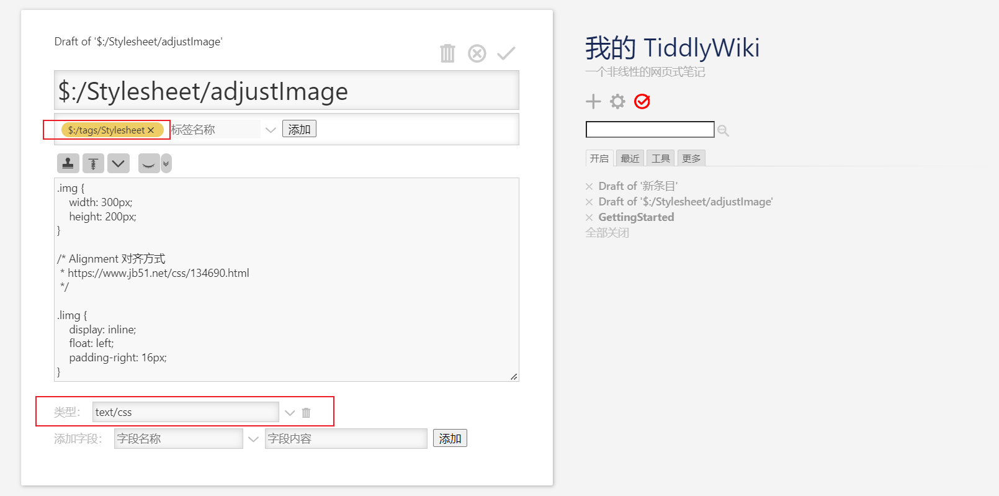 Draft of '$:/Stylesheet/adjustImage'
$:/Stylesheet/adjustImage
$:/tags/Stylesheet × 标签名称 添加
.img {
    width: 300px;
    height: 200px;
}
/* Alignment 对齐方式
 * https://www.jb51.net/css/134690.html
 */
.limg {
    display: inline;
    float: left;
    padding-right: 16px;
}
类型： text/css
添加字段： 字段名称 字段内容 添加
我的 TiddlyWiki
一个非线性的网页式笔记
开启 最近 工具 更多
× Draft of '新条目'
× Draft of '$:/Stylesheet/adjustImage'
× GettingStarted
全部关闭